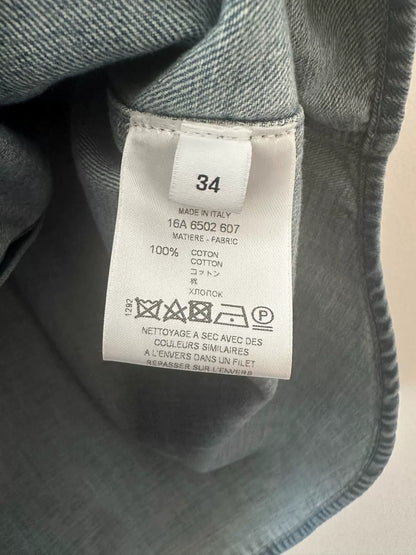 34
MADE IN ITALY
16A 6502 607
MATIERE - FABRIC
100% COTON
COTTON
コットン
棉
ХЛОПОК
1292
P
NETTOYAGE A SEC AVEC DES
COULEURS SIMILAIRES
A L'ENVERS DANS UN FILET
REPASSER SUR L'ENVERS